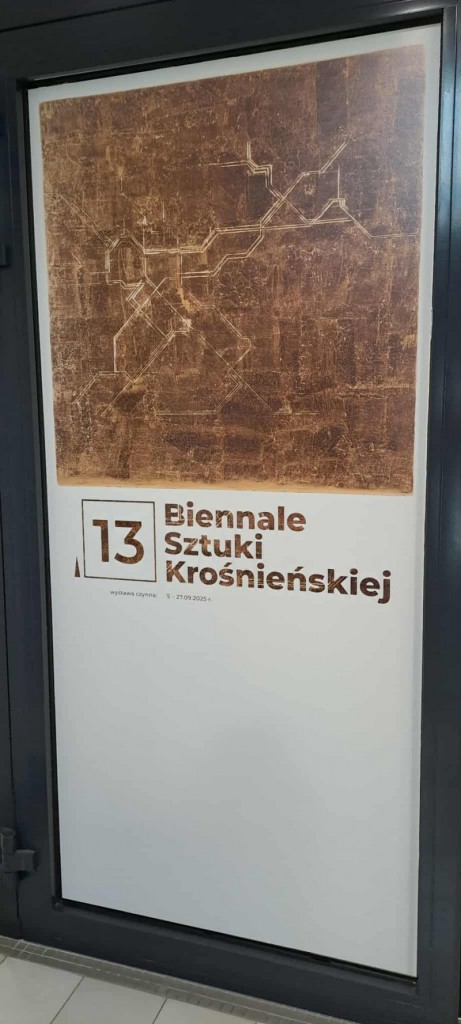 13
Biennale
Sztuki
Krośnieńskiej
wystawa czynna: 5 - 27.09.2025 r.